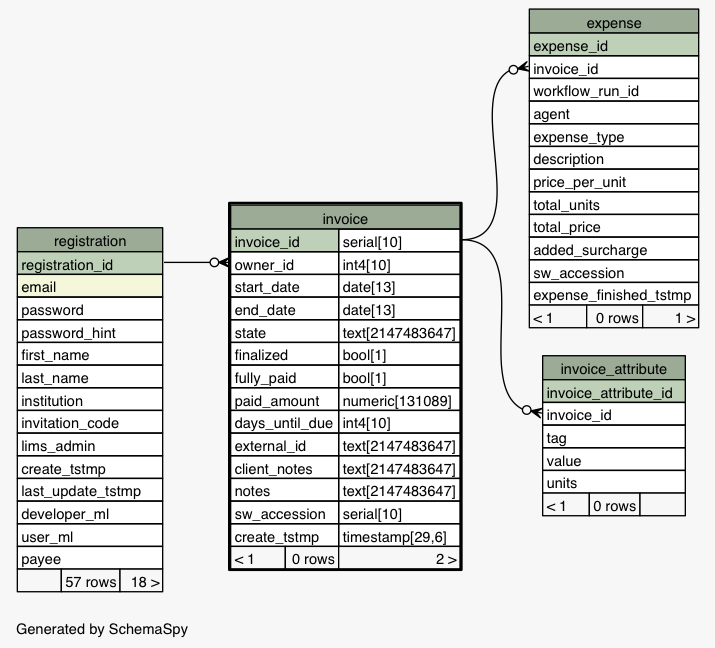 expense
expense_id
invoice_id
workflow_run_id
agent
expense_type
description
price_per_unit
total_units
total_price
added_surcharge
sw_accession
expense_finished_tstmp
< 1 0 rows 1 >
registration
registration_id
email
password
password_hint
first_name
last_name
institution
invitation_code
lims_admin
create_tstmp
last_update_tstmp
developer_ml
user_ml
payee
57 rows 18 >
invoice
invoice_id serial[10]
owner_id int4[10]
start_date date[13]
end_date date[13]
state text[2147483647]
finalized bool[1]
fully_paid bool[1]
paid_amount numeric[131089]
days_until_due int4[10]
external_id text[2147483647]
client_notes text[2147483647]
notes text[2147483647]
sw_accession serial[10]
create_tstmp timestamp[29,6]
< 1 0 rows 2 >
invoice_attribute
invoice_attribute_id
invoice_id
tag
value
units
< 1 0 rows
Generated by SchemaSpy